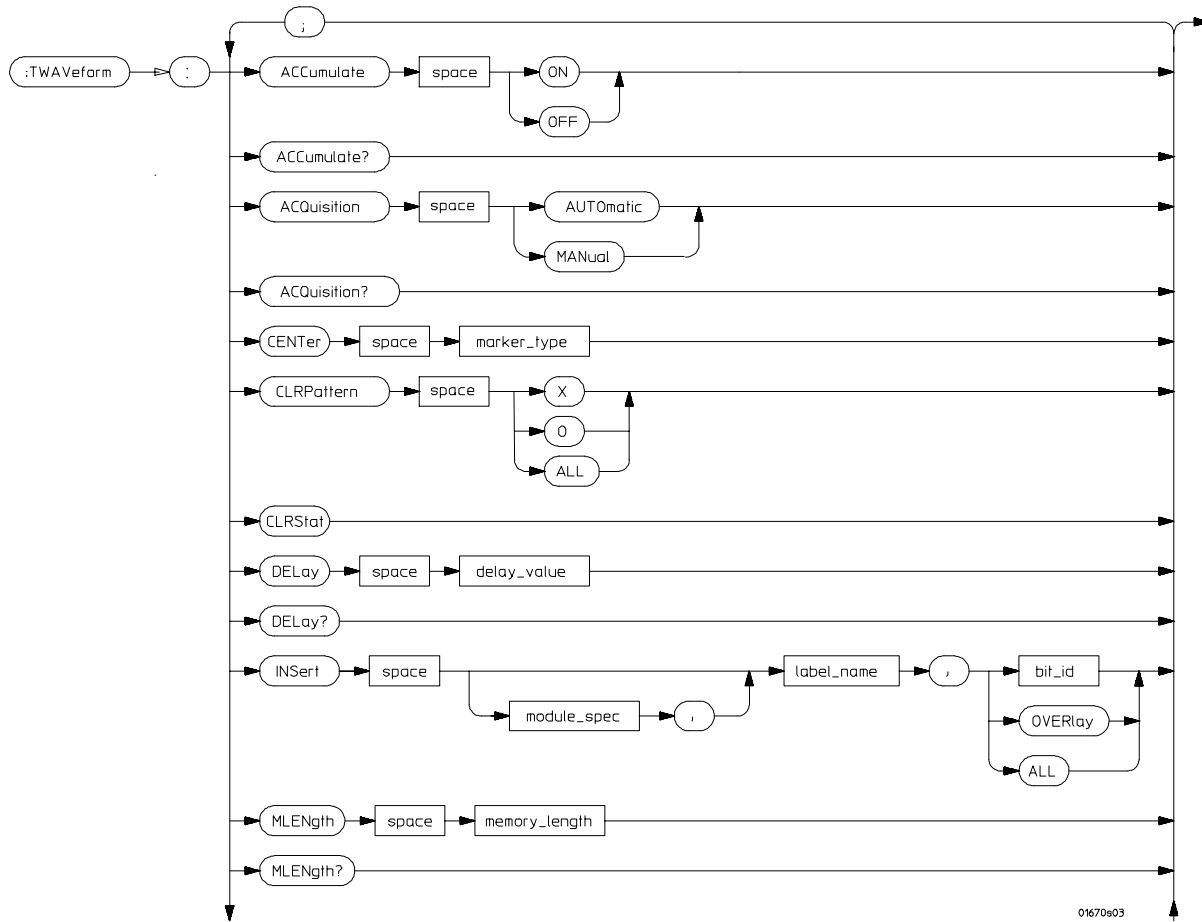 ;
:TWAVeform : ACCumulate space ON
OFF
ACCumulate?
ACQuisition space AUTOmatic
MANual
ACQuisition?
CENTer space marker_type
CLRPattern space X
O
ALL
CLRStat
DELay space delay_value
DELay?
INSert space label_name , bit_id
module_spec , OVERlay
ALL
MLENgth space memory_length
MLENgth?
01670s03